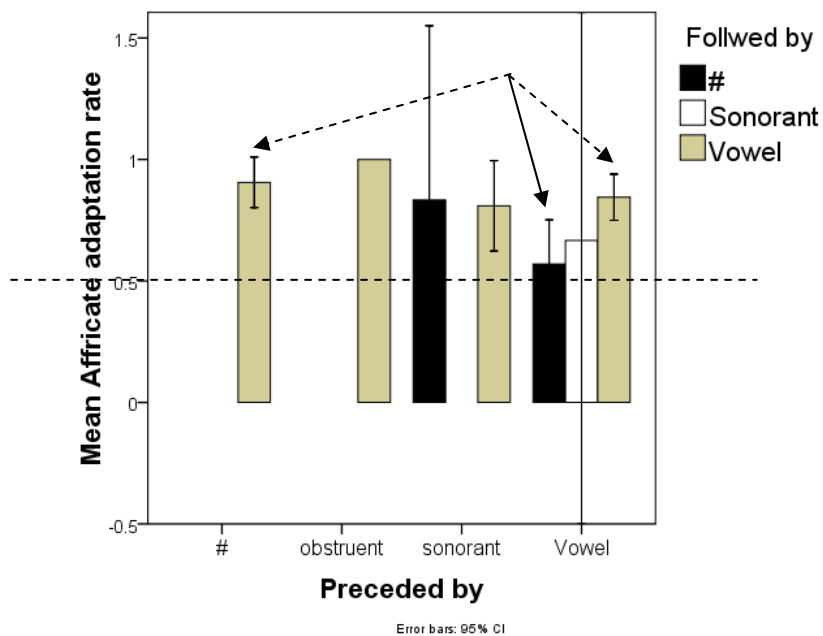 Mean Affricate adaptation rate
1.5
1
0.5
0
-0.5
#
obstruent
sonorant
Vowel
Preceded by
Error bars: 95% CI
Follwed by
#
Sonorant
Vowel